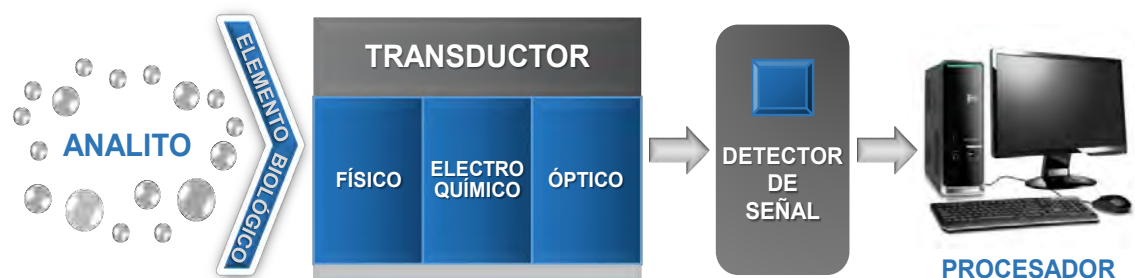 ANALITO
ELEMENTO BIOLÓGICO
TRANSDUCTOR
FÍSICO
ELECTRO
QUÍMICO
ÓPTICO
DETECTOR
DE
SEÑAL
PROCESADOR